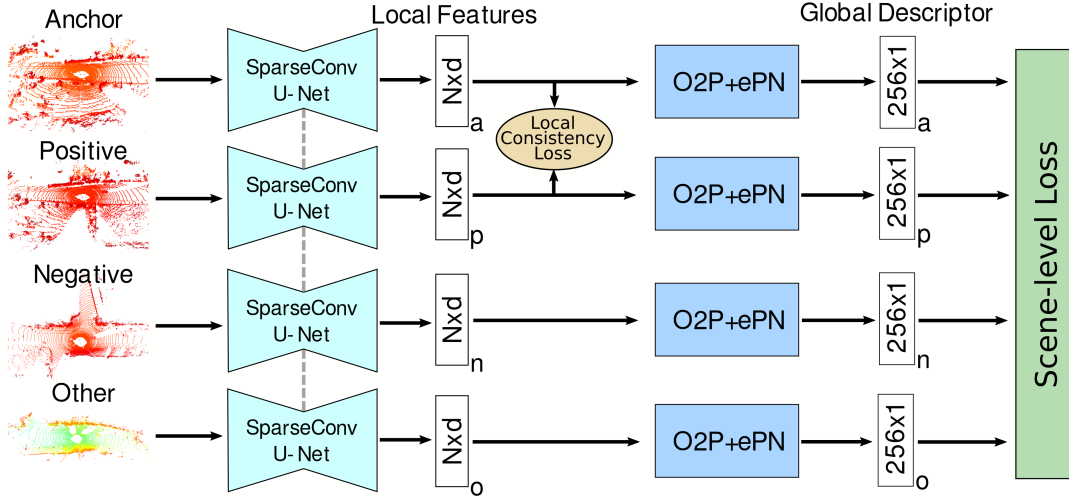 Anchor
Local Features
Global Descriptor
SparseConv
U-Net
Nxd
a
O2P+ePN
256x1
a
Local
Consistency
Loss
Positive
SparseConv
U-Net
Nxd
p
O2P+ePN
256x1
p
Negative
SparseConv
U-Net
Nxd
n
O2P+ePN
256x1
n
Other
SparseConv
U-Net
Nxd
o
O2P+ePN
256x1
o
Scene-level Loss